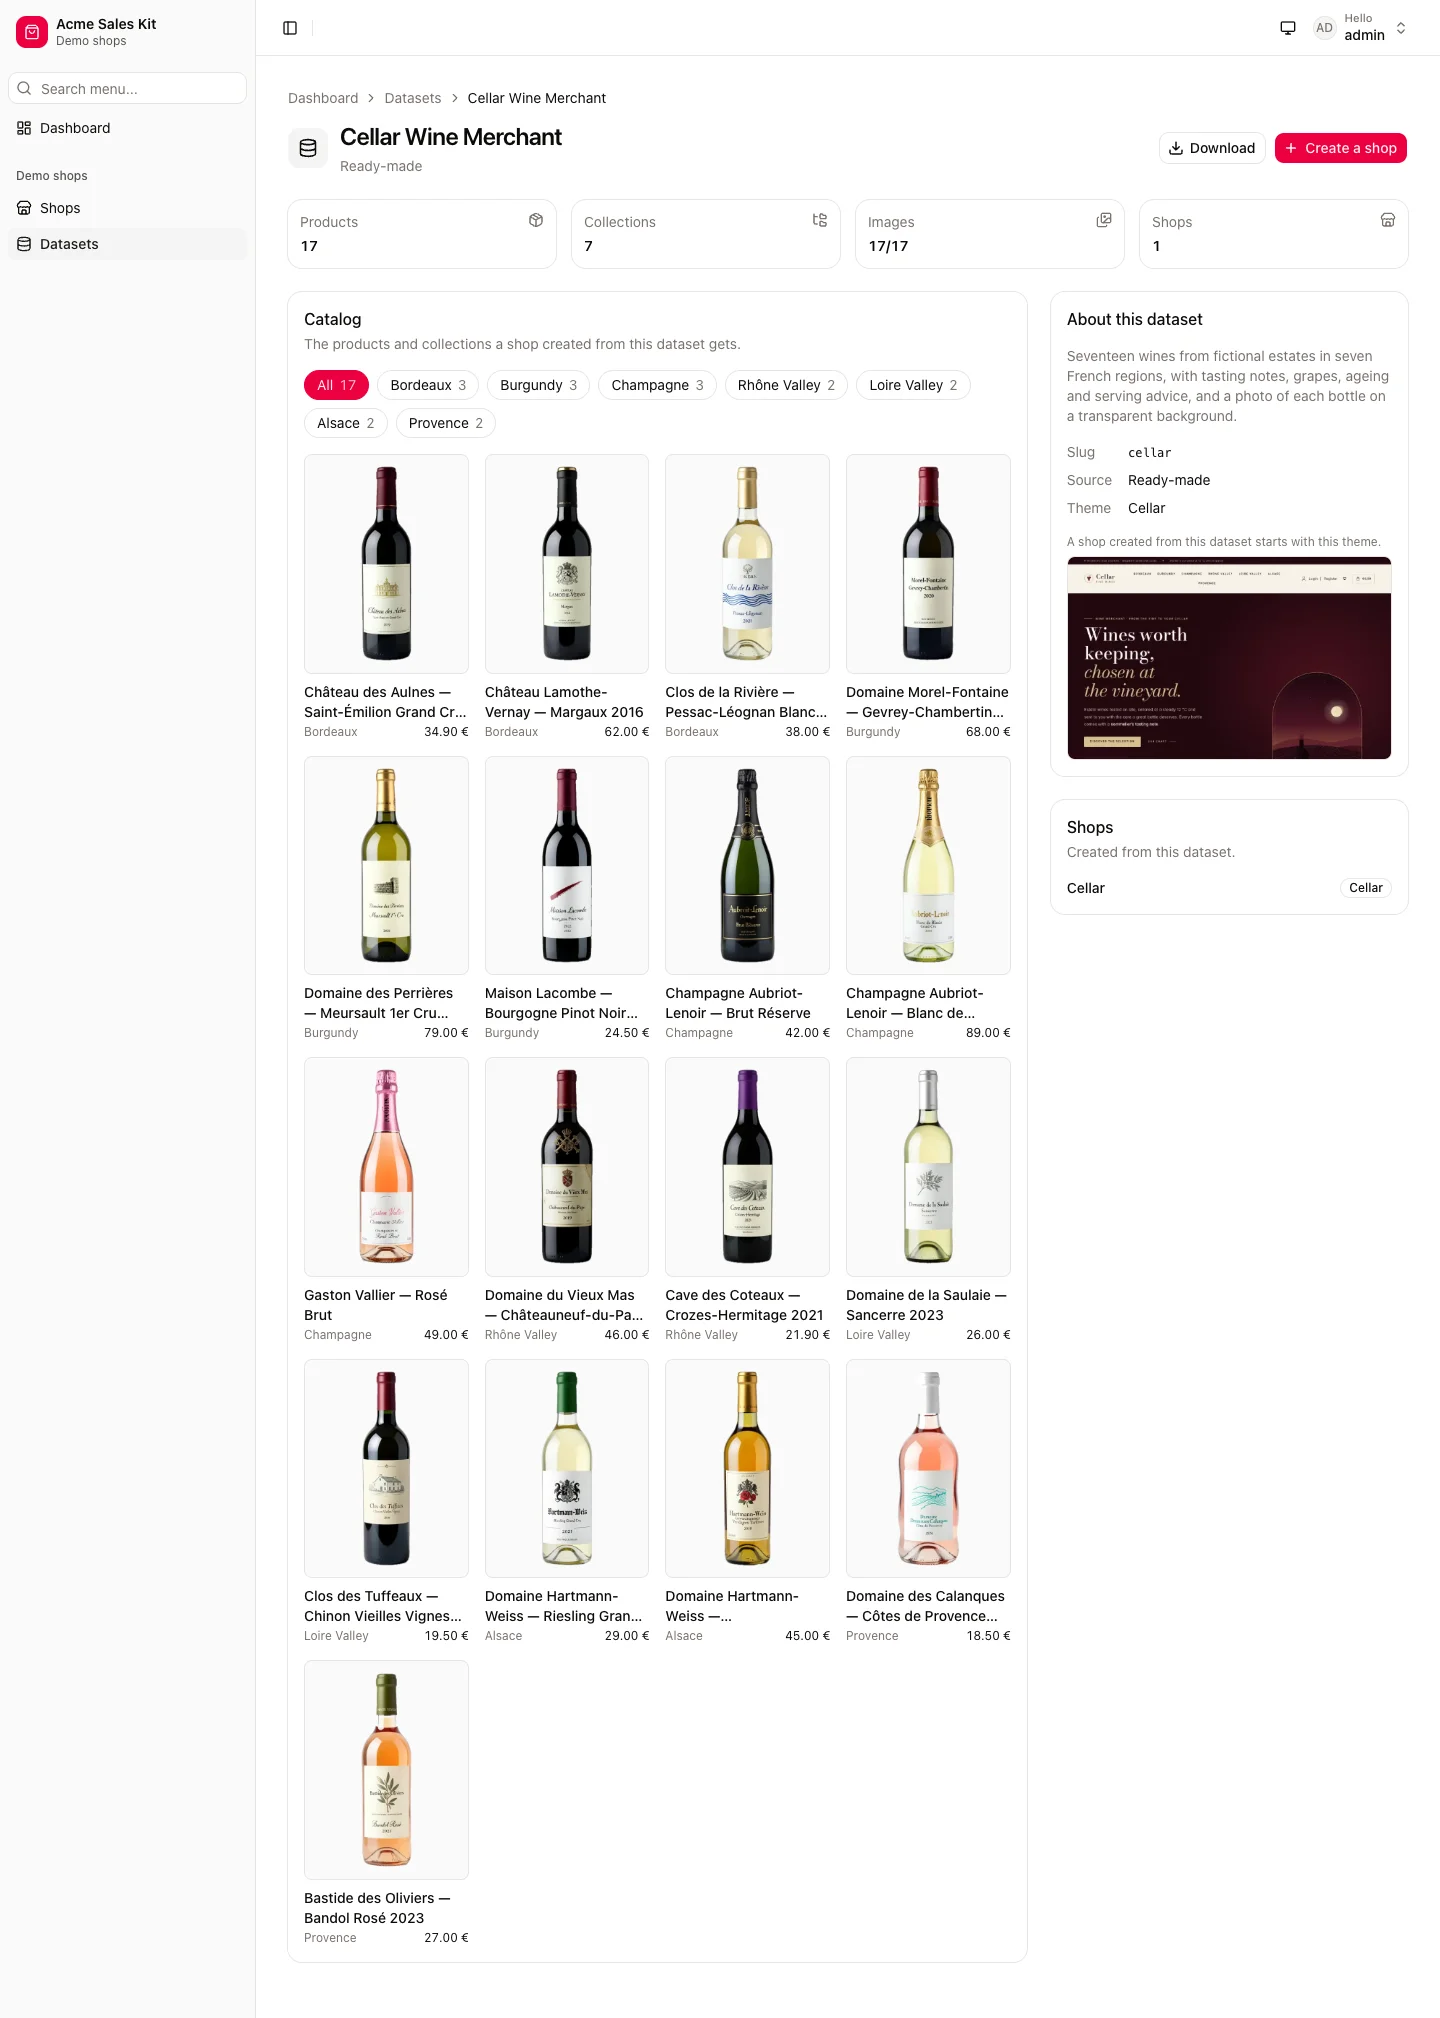 Acme Sales Kit
Demo shops
Search menu...
Dashboard
Demo shops
Shops
Datasets
AD
Hello
admin
Dashboard
Datasets
Cellar Wine Merchant
Cellar Wine Merchant
Ready-made
Download
Create a shop
Products
17
Collections
7
Images
17/17
Shops
1
Catalog
The products and collections a shop created from this dataset gets.
All 17
Bordeaux 3
Burgundy 3
Champagne 3
Rhône Valley 2
Loire Valley 2
Alsace 2
Provence 2
Château des Aulnes —
Saint-Émilion Grand Cr...
Bordeaux 34.90 €
Château Lamothe-
Vernay — Margaux 2016
Bordeaux 62.00 €
Clos de la Rivière —
Pessac-Léognan Blanc...
Bordeaux 38.00 €
Domaine Morel-Fontaine
— Gevrey-Chambertin...
Burgundy 68.00 €
Domaine des Perrières
— Meursault 1er Cru...
Burgundy 79.00 €
Maison Lacombe —
Bourgogne Pinot Noir...
Burgundy 24.50 €
Champagne Aubriot-
Lenoir — Brut Réserve
Champagne 42.00 €
Champagne Aubriot-
Lenoir — Blanc de...
Champagne 89.00 €
Gaston Vallier — Rosé
Brut
Champagne 49.00 €
Domaine du Vieux Mas
— Châteauneuf-du-Pa...
Rhône Valley 46.00 €
Cave des Coteaux —
Crozes-Hermitage 2021
Rhône Valley 21.90 €
Domaine de la Saulaie —
Sancerre 2023
Loire Valley 26.00 €
Clos des Tuffeaux —
Chinon Vieilles Vignes...
Loire Valley 19.50 €
Domaine Hartmann-
Weiss — Riesling Gran...
Alsace 29.00 €
Domaine Hartmann-
Weiss —...
Alsace 45.00 €
Domaine des Calanques
— Côtes de Provence...
Provence 18.50 €
Bastide des Oliviers —
Bandol Rosé 2023
Provence 27.00 €
About this dataset
Seventeen wines from fictional estates in seven
French regions, with tasting notes, grapes, ageing
and serving advice, and a photo of each bottle on
a transparent background.
Slug cellar
Source Ready-made
Theme Cellar
A shop created from this dataset starts with this theme.
Cellar
Wines worth
keeping,
chosen at
the vineyard.
Shops
Created from this dataset.
Cellar
Cellar